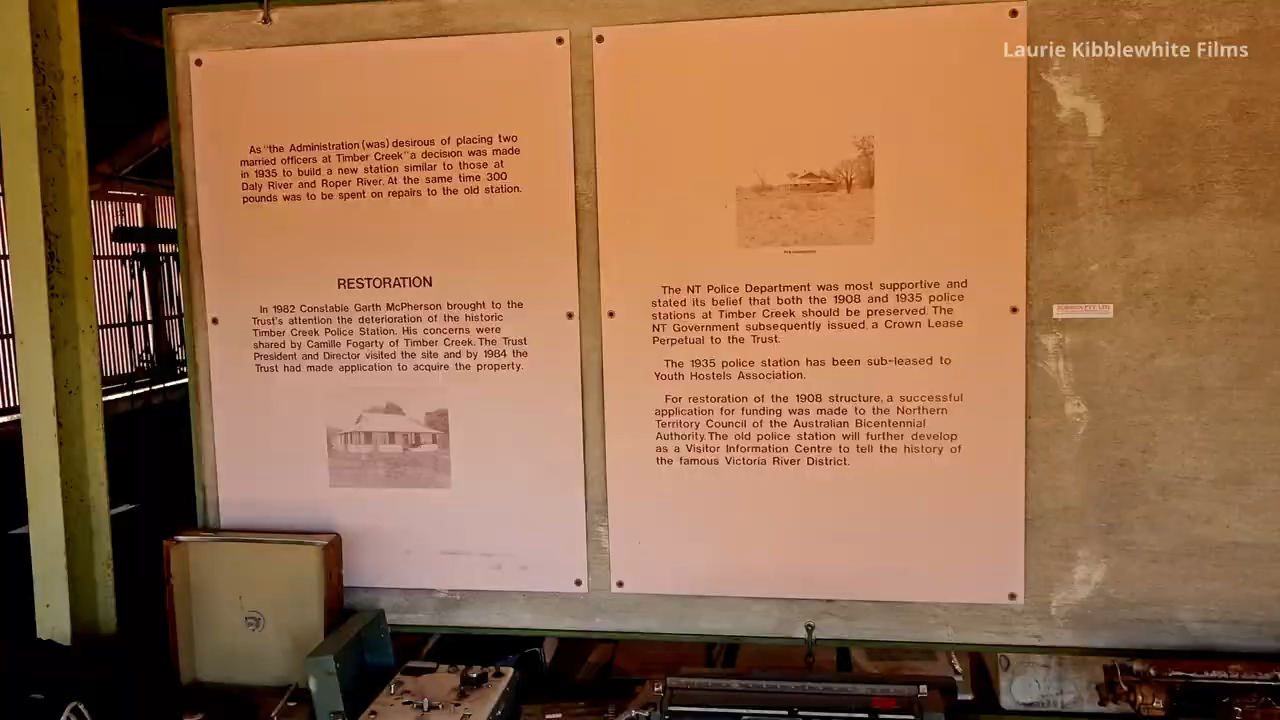 Laurie Kibblewhite Films
As "the Administration (was) desirous of placing two
married officers at Timber Creek" a decision was made
in 1935 to build a new station similar to those at
Daly River and Roper River. At the same time 300
pounds was to be spent on repairs to the old station.
RESTORATION
In 1982 Constable Garth McPherson brought to the
Trust's attention the deterioration of the historic
Timber Creek Police Station. His concerns were
shared by Camille Fogarty of Timber Creek. The Trust
President and Director visited the site and by 1984 the
Trust had made application to acquire the property.
The NT Police Department was most supportive and
stated its belief that both the 1908 and 1935 police
stations at Timber Creek should be preserved. The
NT Government subsequently issued a Crown Lease
Perpetual to the Trust.
The 1935 police station has been sub-leased to
Youth Hostels Association.
For restoration of the 1908 structure, a successful
application for funding was made to the Northern
Territory Council of the Australian Bicentennial
Authority. The old police station will further develop
as a Visitor Information Centre to tell the history of
the famous Victoria River District.